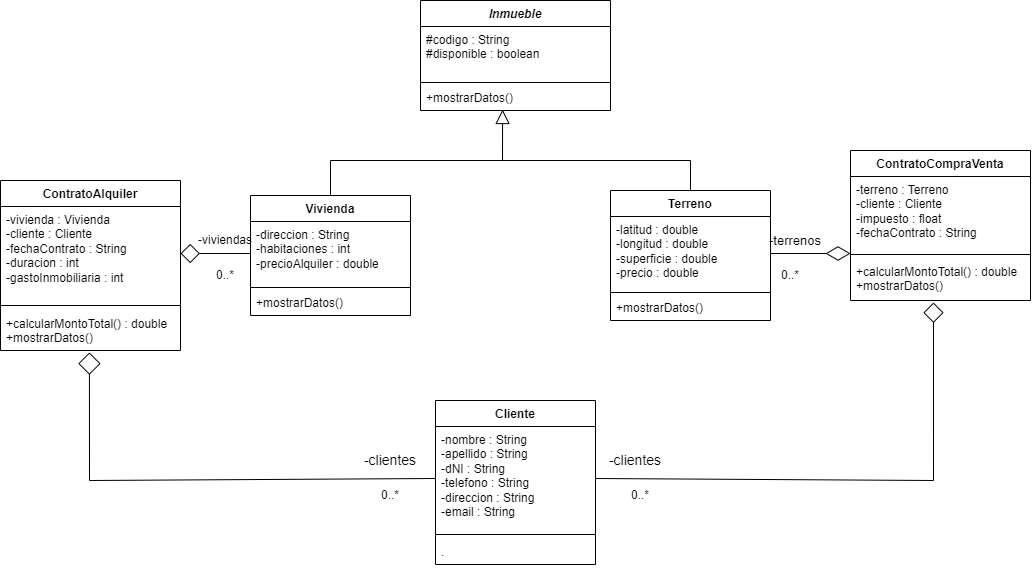 Inmueble
#codigo : String
#disponible : boolean
+mostrarDatos()
ContratoAlquiler
-vivienda : Vivienda
-cliente : Cliente
-fechaContrato : String
-duracion : int
-gastoInmobiliaria : int
+calcularMontoTotal() : double
+mostrarDatos()
-viviendas
0..*
Vivienda
-direccion : String
-habitaciones : int
-precioAlquiler : double
+mostrarDatos()
Terreno
-latitud : double
-longitud : double
-superficie : double
-precio : double
+mostrarDatos()
-terrenos
0..*
ContratoCompraVenta
-terreno : Terreno
-cliente : Cliente
-impuesto : float
-fechaContrato : String
+calcularMontoTotal() : double
+mostrarDatos()
-clientes
0..*
Cliente
-nombre : String
-apellido : String
-dNI : String
-telefono : String
-direccion : String
-email : String
.
-clientes
0..*